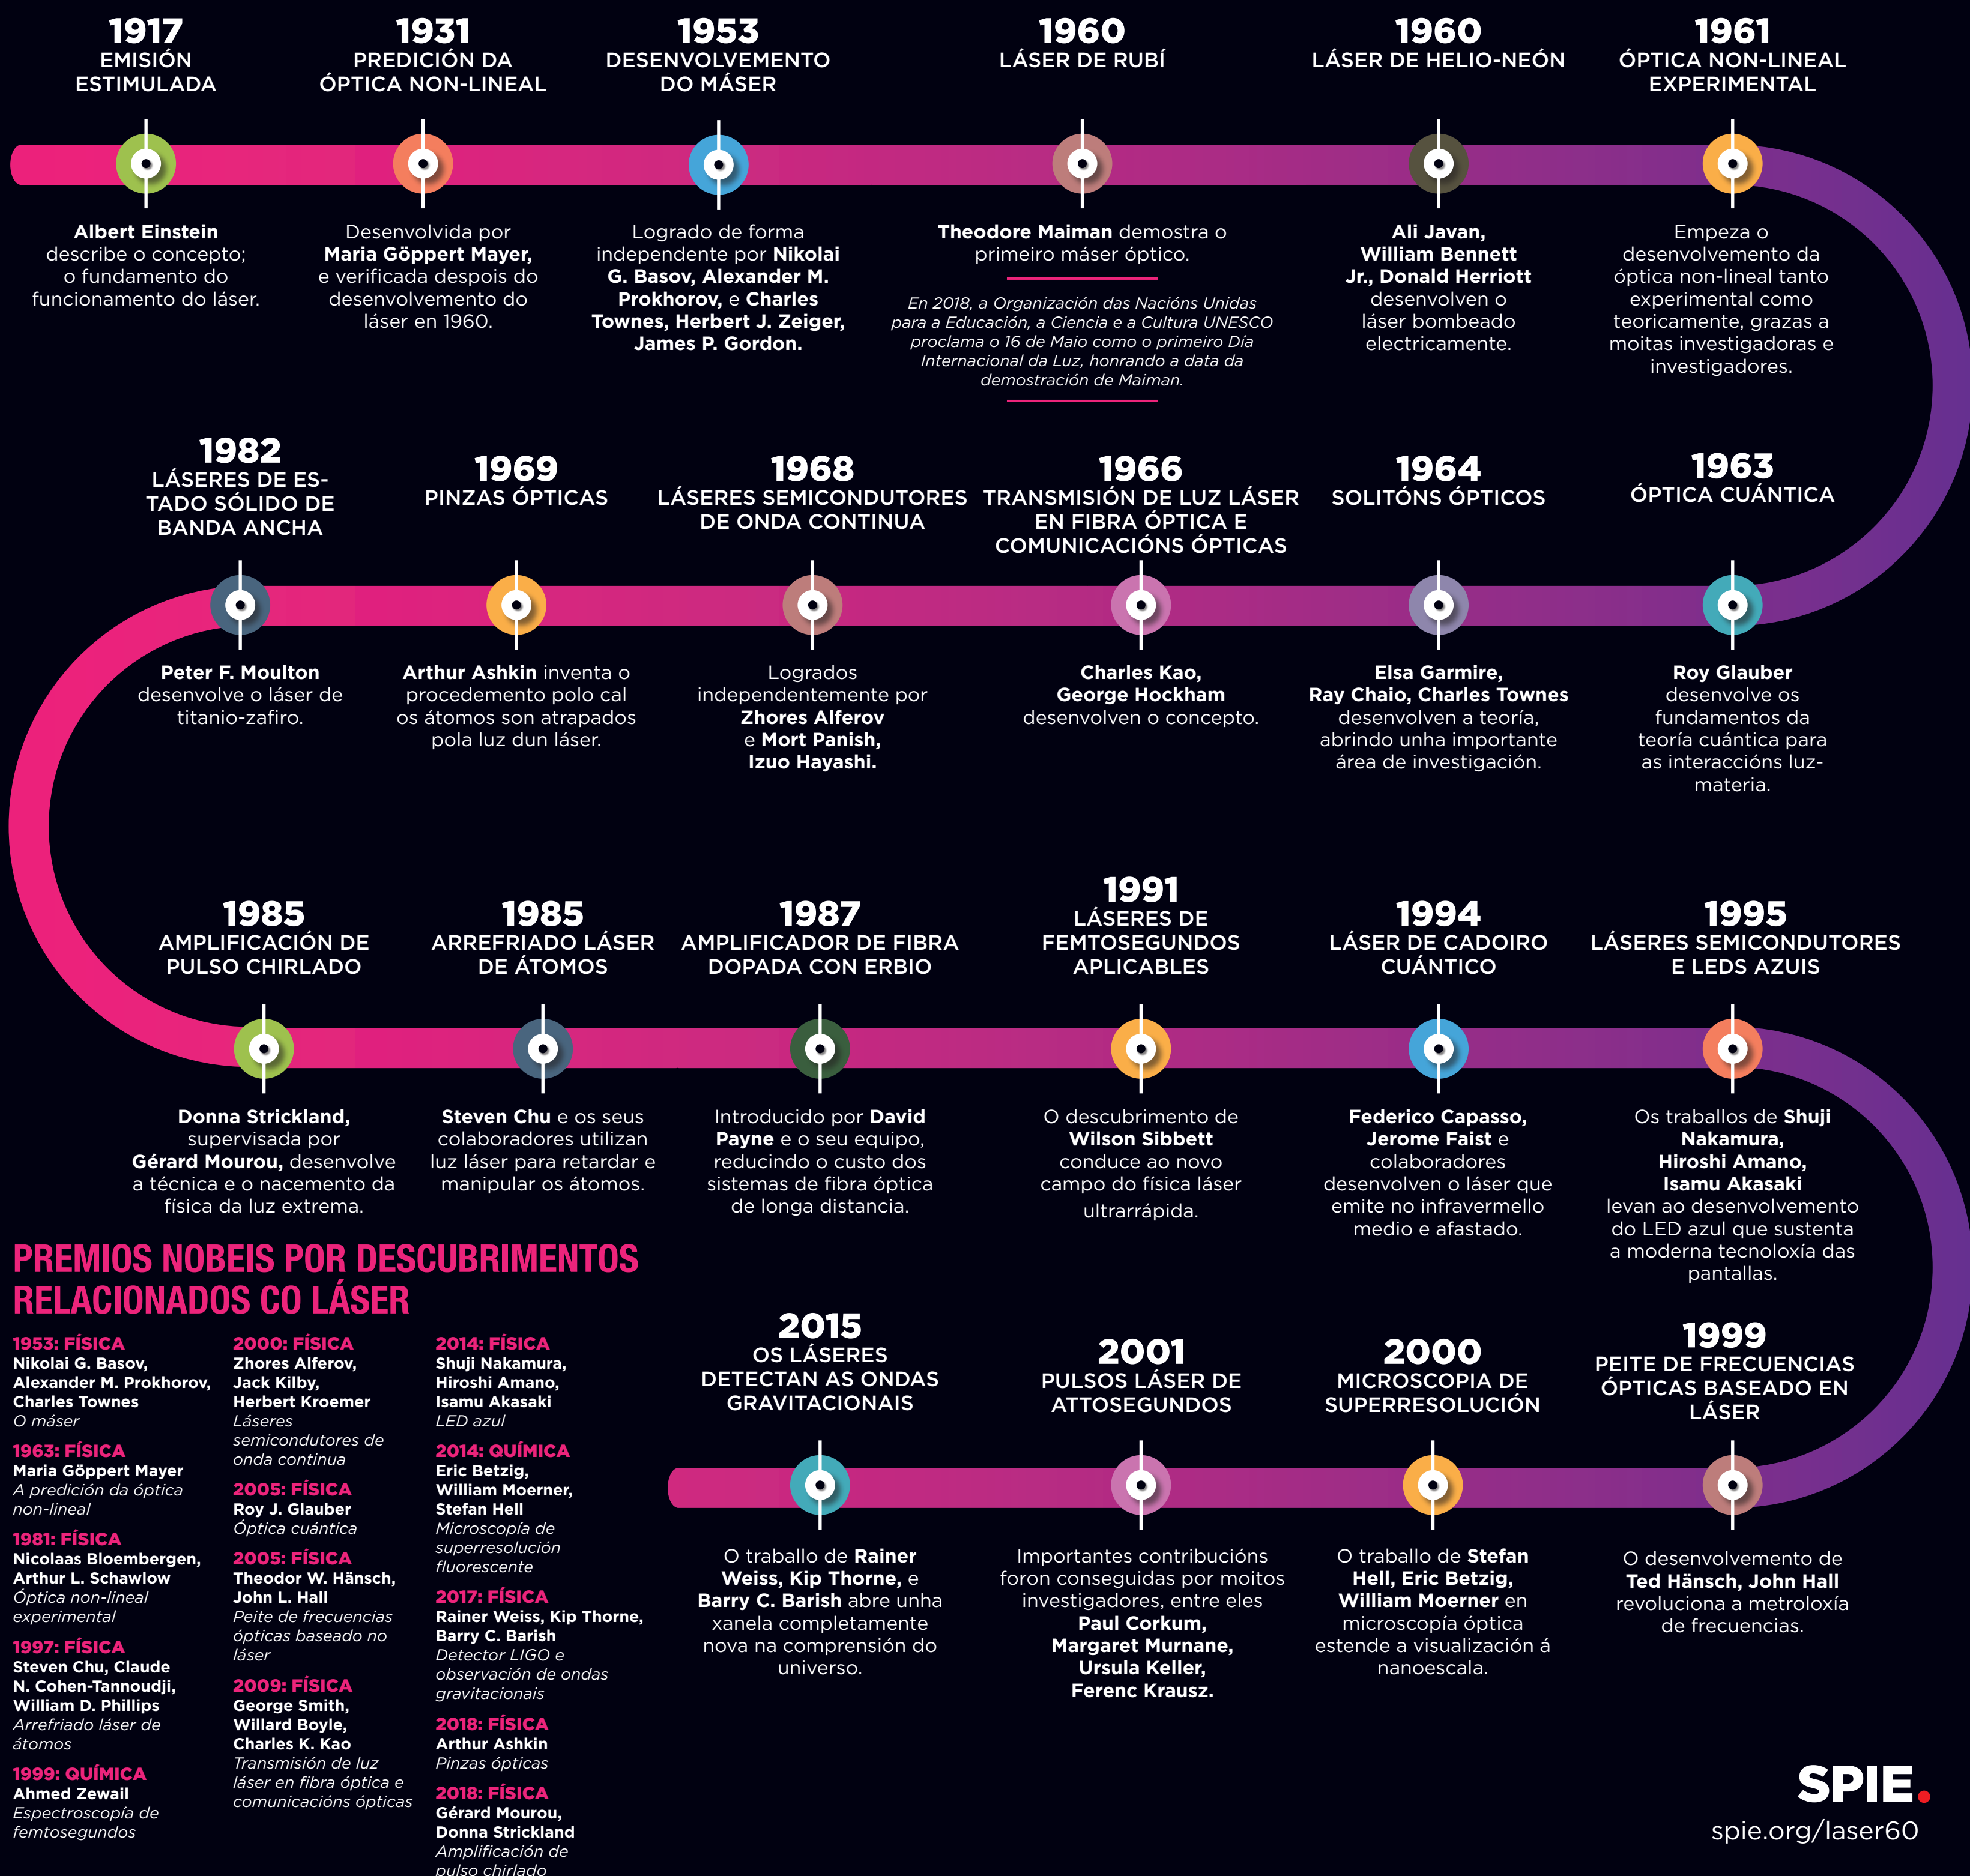 1917
EMISIÓN
ESTIMULADA
Albert Einstein
describe o concepto;
o fundamento do
funcionamento do láser.
1931
PREDICIÓN DA
ÓPTICA NON-LINEAL
Desenvolvida por
Maria Göppert Mayer,
e verificada despois do
desenvolvemento do
láser en 1960.
1953
DESENVOLVEMENTO
DO MÁSER
Logrado de forma
independente por Nikolai
G. Basov, Alexander M.
Prokhorov, e Charles
Townes, Herbert J. Zeiger,
James P. Gordon.
1960
LÁSER DE RUBÍ
Theodore Maiman demostra o
primeiro máser óptico.
En 2018, a Organización das Nacións Unidas
para a Educación, a Ciencia e a Cultura UNESCO
proclama o 16 de Maio como o primeiro Día
Internacional da Luz, honrando a data da
demostración de Maiman.
1960
LÁSER DE HELIO-NEÓN
Ali Javan,
William Bennett
Jr., Donald Herriott
desenvolven o
láser bombeado
electricamente.
1961
ÓPTICA NON-LINEAL
EXPERIMENTAL
Empeza o
desenvolvemento da
óptica non-lineal tanto
experimental como
teoricamente, grazas a
moitas investigadoras e
investigadores.
1982
LÁSERES DE ES-
TADO SÓLIDO DE
BANDA ANCHA
Peter F. Moulton
desenvolve o láser de
titanio-zafiro.
1969
PINZAS ÓPTICAS
Arthur Ashkin inventa o
procedemento polo cal
os átomos son atrapados
pola luz dun láser.
1968
LÁSERES SEMICONDUTORES
DE ONDA CONTINUA
Logrados
independentemente por
Zhores Alferov
e Mort Panish,
Izuo Hayashi.
1966
TRANSMISIÓN DE LUZ LÁSER
EN FIBRA ÓPTICA E
COMUNICACIÓNS ÓPTICAS
Charles Kao,
George Hockham
desenvolven o concepto.
1964
SOLITÓNS ÓPTICOS
Elsa Garmire,
Ray Chaio, Charles Townes
desenvolven a teoría,
abrindo unha importante
área de investigación.
1963
ÓPTICA CUÁNTICA
Roy Glauber
desenvolve os
fundamentos da
teoría cuántica para
as interaccións luz-
materia.
1985
AMPLIFICACIÓN DE
PULSO CHIRLADO
Donna Strickland,
supervisada por
Gérard Mourou, desenvolve
a técnica e o nacemento da
física da luz extrema.
1985
ARREFRIADO LÁSER
DE ÁTOMOS
Steven Chu e os seus
colaboradores utilizan
luz láser para retardar e
manipular os átomos.
1987
AMPLIFICADOR DE FIBRA
DOPADA CON ERBIO
Introducido por David
Payne e o seu equipo,
reducindo o custo dos
sistemas de fibra óptica
de longa distancia.
1991
LÁSERES DE
FEMTOSEGUNDOS
APLICABLES
O descubrimento de
Wilson Sibbett
conduce ao novo
campo do física láser
ultrarrápida.
1994
LÁSER DE CADOIRO
CUÁNTICO
Federico Capasso,
Jerome Faist e
colaboradores
desenvolven o láser que
emite no infravermello
medio e afastado.
1995
LÁSERES SEMICONDUTORES
E LEDS AZUIS
Os traballos de Shuji
Nakamura,
Hiroshi Amano,
Isamu Akasaki
levan ao desenvolvemento
do LED azul que sustenta
a moderna tecnoloxía das
pantallas.
2015
OS LÁSERES
DETECTAN AS ONDAS
GRAVITACIONAIS
O traballo de Rainer
Weiss, Kip Thorne, e
Barry C. Barish abre unha
xanela completamente
nova na comprensión do
universo.
2001
PULSOS LÁSER DE
ATTOSEGUNDOS
Importantes contribucións
foron conseguidas por moitos
investigadores, entre eles
Paul Corkum,
Margaret Murnane,
Ursula Keller,
Ferenc Krausz.
2000
MICROSCOPIA DE
SUPERRESOLUCIÓN
O traballo de Stefan
Hell, Eric Betzig,
William Moerner en
microscopía óptica
estende a visualización á
nanoescala.
1999
PEITE DE FRECUENCIAS
ÓPTICAS BASEADO EN
LÁSER
O desenvolvemento de
Ted Hänsch, John Hall
revoluciona a metroloxía
de frecuencias.
PREMIOS NOBEIS POR DESCUBRIMENTOS
RELACIONADOS CO LÁSER
1953: FÍSICA
Nikolai G. Basov,
Alexander M. Prokhorov,
Charles Townes
O máser
1963: FÍSICA
Maria Göppert Mayer
A predición da óptica
non-lineal
1981: FÍSICA
Nicolaas Bloembergen,
Arthur L. Schawlow
Óptica non-lineal
experimental
1997: FÍSICA
Steven Chu, Claude
N. Cohen-Tannoudji,
William D. Phillips
Arrefriado láser de
átomos
1999: QUÍMICA
Ahmed Zewail
Espectroscopía de
femtosegundos
2000: FÍSICA
Zhores Alferov,
Jack Kilby,
Herbert Kroemer
Láseres
semicondutores de
onda continua
2005: FÍSICA
Roy J. Glauber
Óptica cuántica
2005: FÍSICA
Theodor W. Hänsch,
John L. Hall
Peite de frecuencias
ópticas baseado no
láser
2009: FÍSICA
George Smith,
Willard Boyle,
Charles K. Kao
Transmisión de luz
láser en fibra óptica e
comunicacións ópticas
2014: FÍSICA
Shuji Nakamura,
Hiroshi Amano,
Isamu Akasaki
LED azul
2014: QUÍMICA
Eric Betzig,
William Moerner,
Stefan Hell
Microscopía de
superresolución
fluorescente
2017: FÍSICA
Rainer Weiss, Kip Thorne,
Barry C. Barish
Detector LIGO e
observación de ondas
gravitacionais
2018: FÍSICA
Arthur Ashkin
Pinzas ópticas
2018: FÍSICA
Gérard Mourou,
Donna Strickland
Amplificación de
pulso chirlado
SPIE.
spie.org/laser60